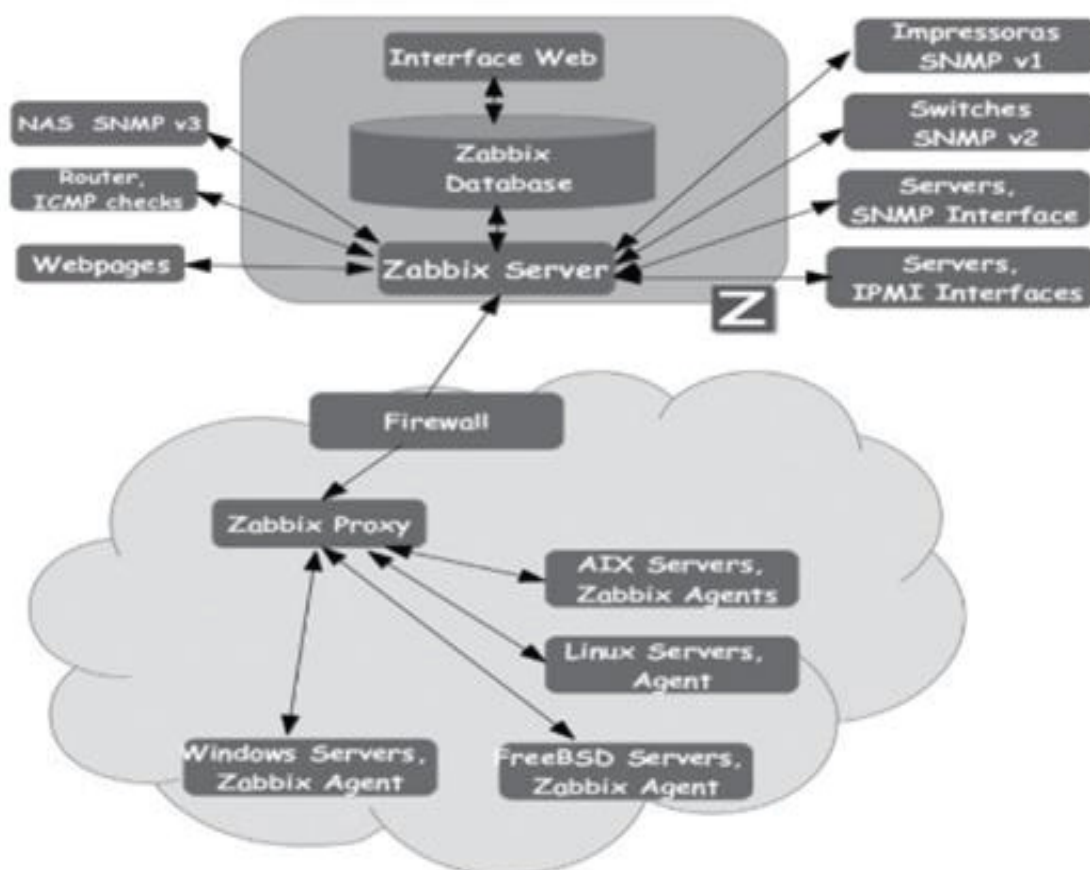 Interface Web
Zabbix
Database
Zabbix Server
Z
NAS SNMP v3
Router,
ICMP checks
Webpages
Impressoras
SNMP v1
Switches
SNMP v2
Servers,
SNMP Interface
Servers,
IPMI Interfaces
Firewall
Zabbix Proxy
AIX Servers,
Zabbix Agents
Linux Servers,
Agent
Windows Servers,
Zabbix Agent
FreeBSD Servers,
Zabbix Agent